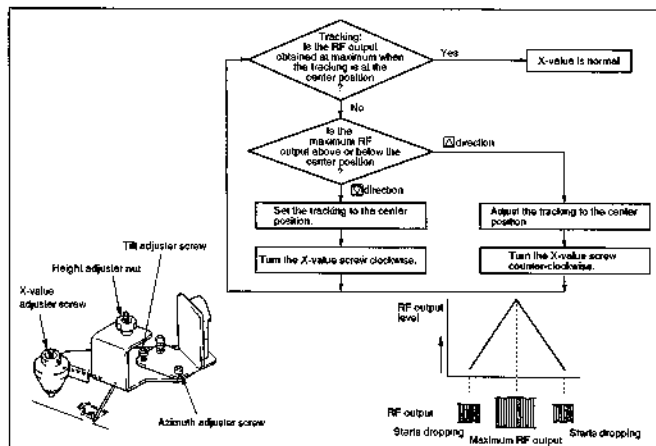 Tracking:
Is the RF output
obtained at maximum when
the tracking is at the
center position
?
Yes
X-value is normal
No
Is the
maximum RF
output above or below the
center position
?
△direction
▽direction
Set the tracking to the center
position.
Adjust the tracking to the center
position
Turn the X-value screw clockwise.
Turn the X-value screw
counter-clockwise.
Tilt adjuster screw
Height adjuster nut
X-value
adjuster screw
Azimuth adjuster screw
RF output
level
RF output
Starts dropping
Maximum RF output
Starts dropping